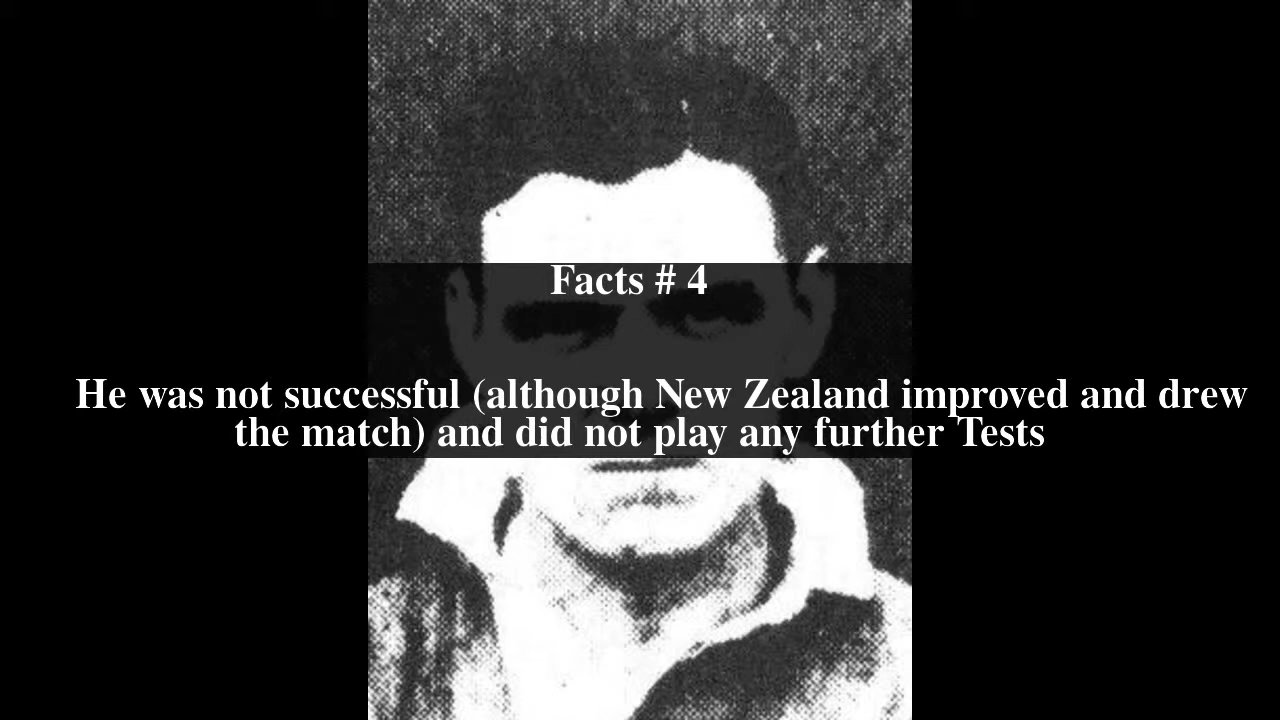 Facts # 4
He was not successful (although New Zealand improved and drew
the match) and did not play any further Tests